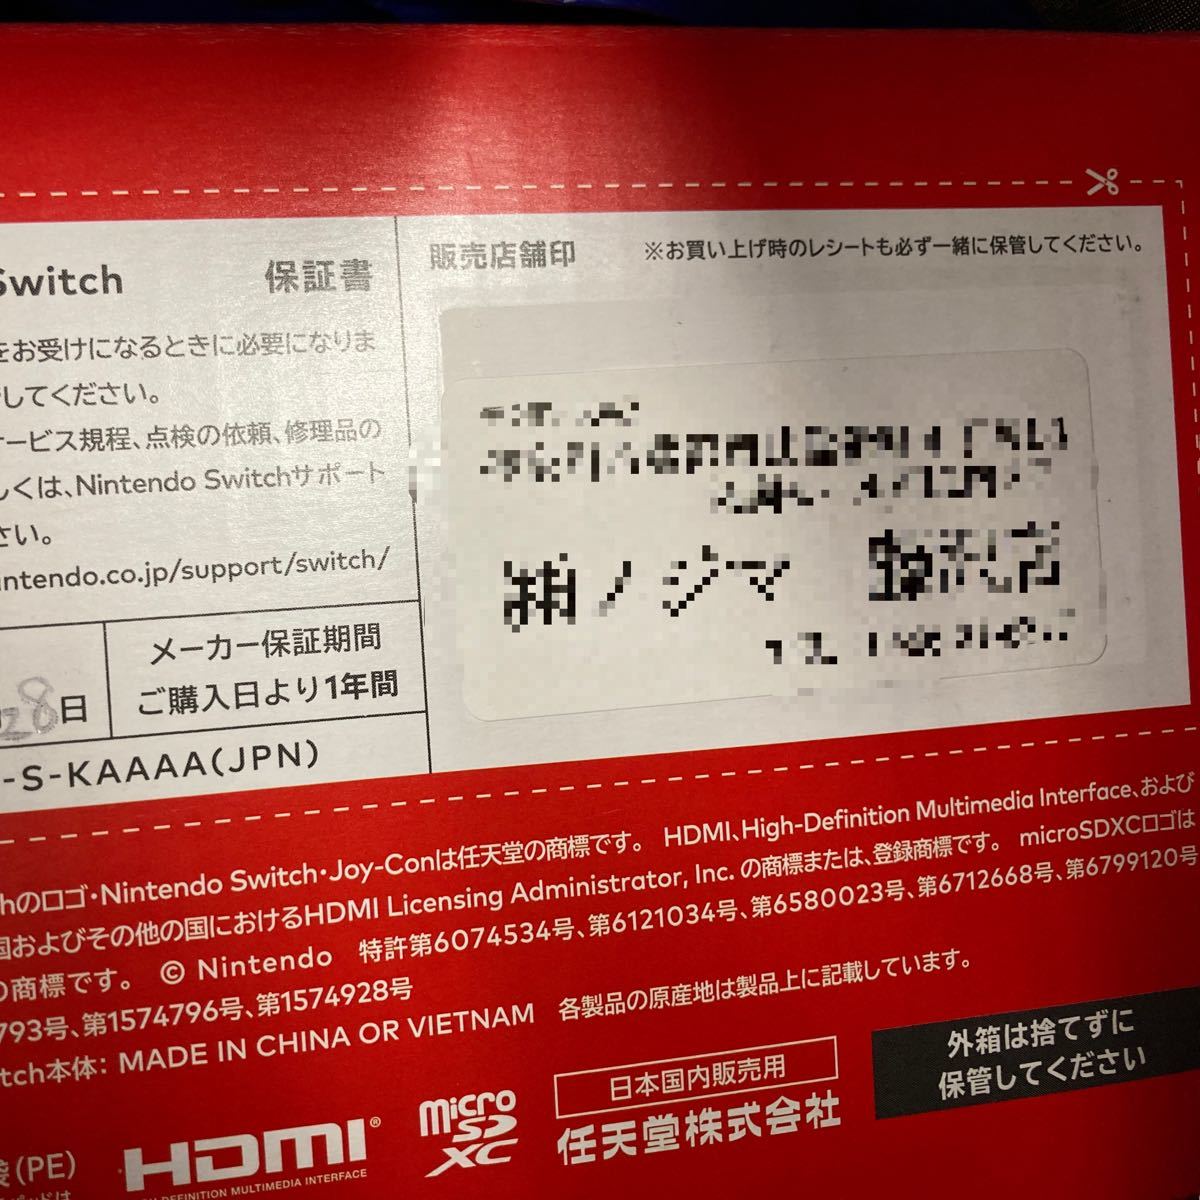 Switch 保証書
をお受けになるときに必要になりま
してください。
サービス規程、点検の依頼、修理品の
しくは、Nintendo Switchサポート
さい。
intendo.co.jp/support/switch/
28日
メーカー保証期間
ご購入日より1年間
-S-KAAAA(JPN)
販売店舗印 ※お買い上げ時のレシートも必ず一緒に保管してください。
ノジマ
hのロゴ・Nintendo Switch・Joy-Conは任天堂の商標です。 HDMI、High-Definition Multimedia Interface、および
国およびその他の国におけるHDMI Licensing Administrator, Inc. の商標または、登録商標です。 microSDXCロゴは
の商標です。 © Nintendo 特許第6074534号、第6121034号、第6580023号、第6712668号、第6799120号
793号、第1574796号、第1574928号
tch本体: MADE IN CHINA OR VIETNAM 各製品の原産地は製品上に記載しています。
外箱は捨てずに
保管してください
袋(PE)
HDMI®
DEFINITION MULTIMEDIA INTERFACE
micro
SD
XC
日本国内販売用
任天堂株式会社